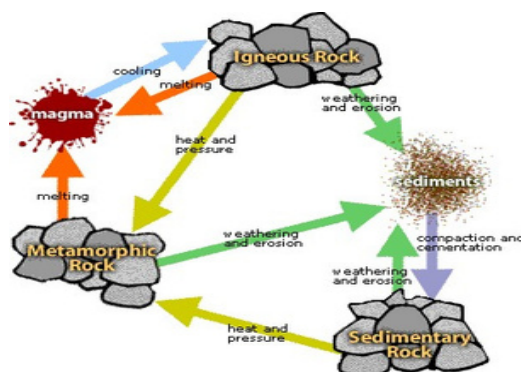 Igneous Rock
cooling
melting
magma
weathering
and erosion
heat and
pressure
sediments
melting
weathering
and erosion
compaction and
cementation
Metamorphic
Rock
weathering
and erosion
heat and
pressure
Sedimentary
Rock